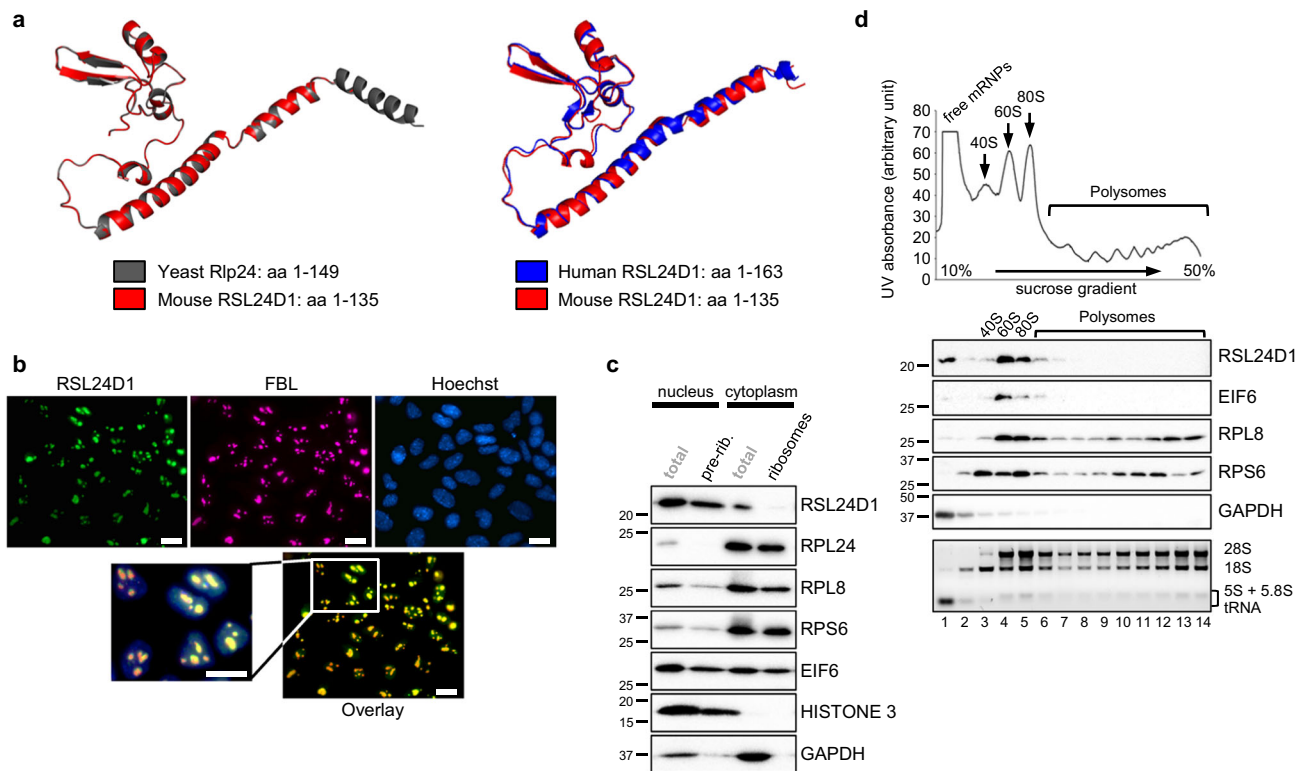 a
Yeast Rlp24: aa 1-149
Mouse RSL24D1: aa 1-135
Human RSL24D1: aa 1-163
Mouse RSL24D1: aa 1-135
b
RSL24D1 FBL Hoechst
Overlay
c
nucleus cytoplasm
total pre-rib. total ribosomes
20 RSL24D1
25 RPL24
25 RPL8
37 RPS6
25
EIF6
25
20 HISTONE 3
15
37 GAPDH
d
UV absorbance (arbitrary unit)
80
70
60
50
40
30
20
10
0
free mRNPs
40S
60S
80S
Polysomes
10% 50%
sucrose gradient
40S 60S 80S Polysomes
20 RSL24D1
25 EIF6
25 RPL8
37 RPS6
25
50
37 GAPDH
28S
18S
5S + 5.8S
tRNA
1 2 3 4 5 6 7 8 9 10 11 12 13 14